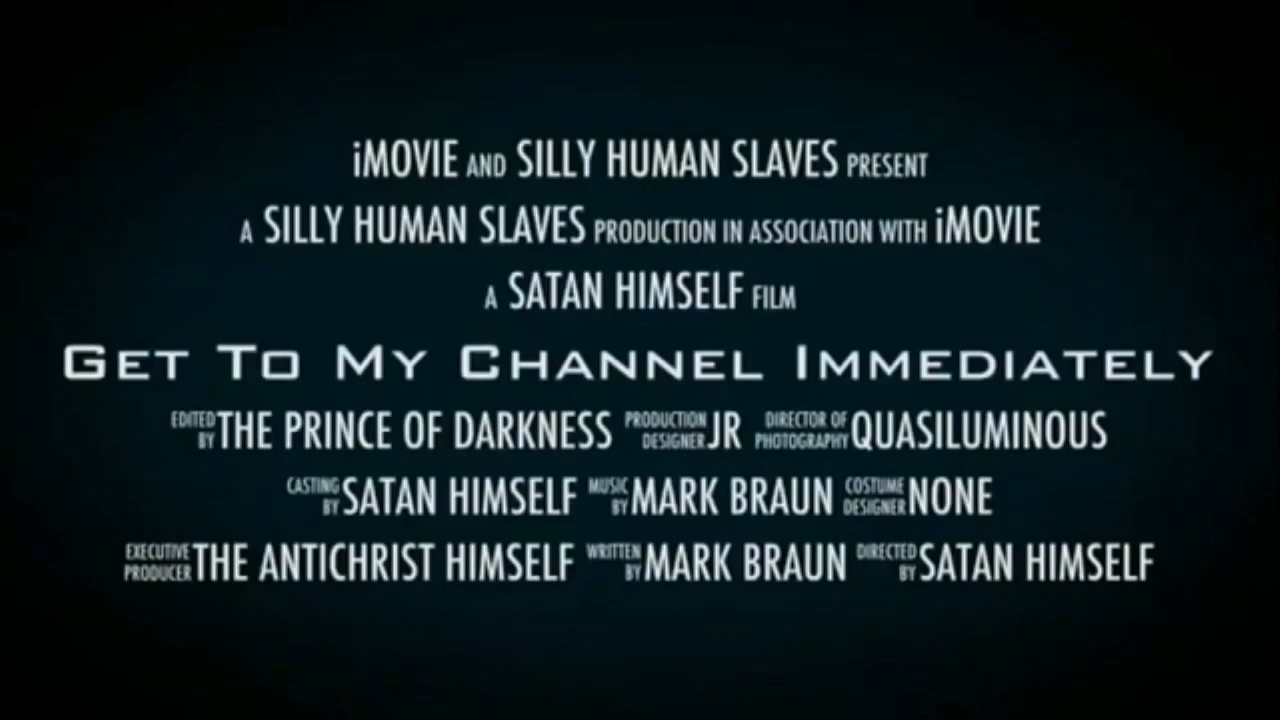 iMOVIE AND SILLY HUMAN SLAVES PRESENT
A SILLY HUMAN SLAVES PRODUCTION IN ASSOCIATION WITH iMOVIE
A SATAN HIMSELF FILM
GET TO MY CHANNEL IMMEDIATELY
EDITED BY THE PRINCE OF DARKNESS PRODUCTION DESIGNER JR DIRECTOR OF PHOTOGRAPHY QUASILUMINOUS
CASTING BY SATAN HIMSELF MUSIC BY MARK BRAUN COSTUME DESIGNER NONE
EXECUTIVE PRODUCER THE ANTICHRIST HIMSELF WRITTEN BY MARK BRAUN DIRECTED BY SATAN HIMSELF